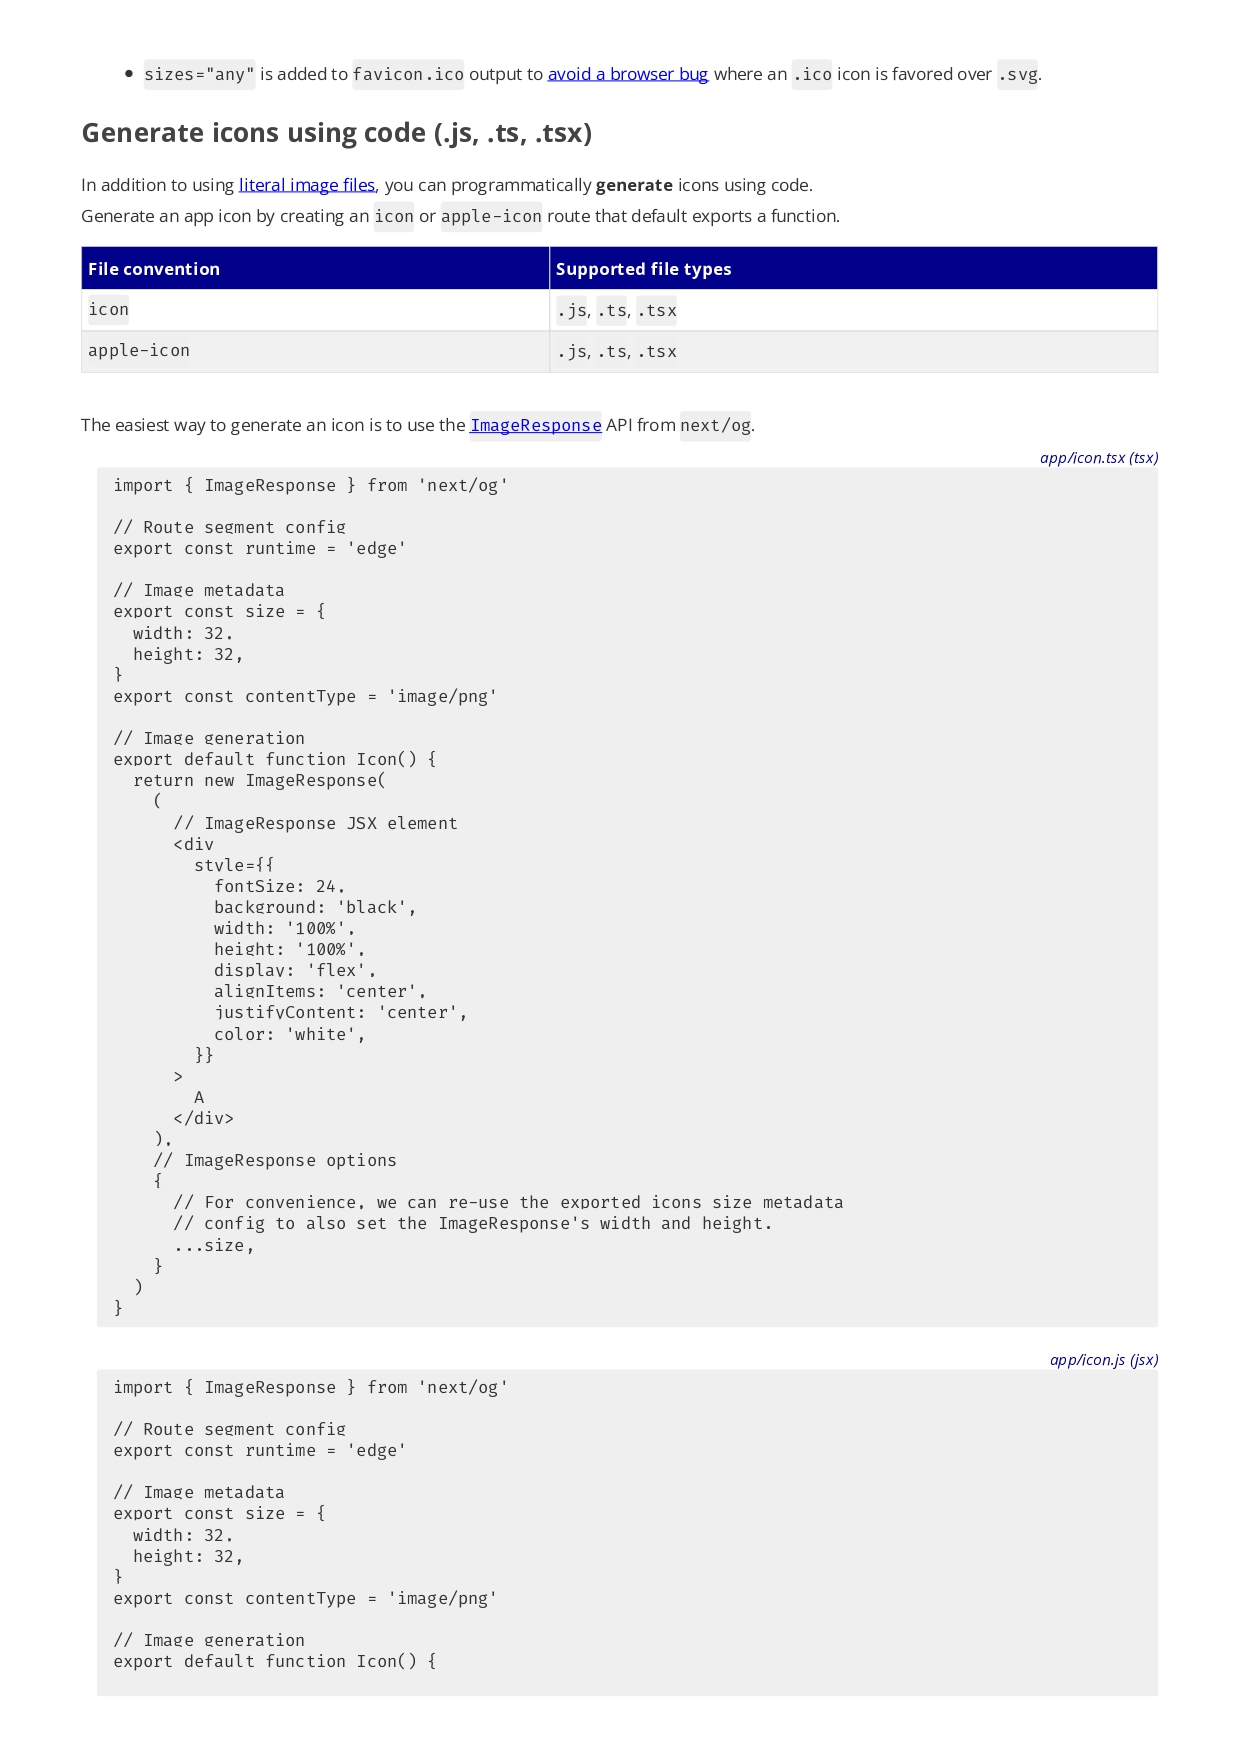 • sizes="any" is added to favicon.ico output to avoid a browser bug where an .ico icon is favored over .svg.
Generate icons using code (.js, .ts, .tsx)
In addition to using literal image files, you can programmatically generate icons using code.
Generate an app icon by creating an icon or apple-icon route that default exports a function.
File convention Supported file types
icon .js, .ts, .tsx
apple-icon .js, .ts, .tsx
The easiest way to generate an icon is to use the ImageResponse API from next/og.
app/icon.tsx (tsx)
import { ImageResponse } from 'next/og'

// Route segment config
export const runtime = 'edge'

// Image metadata
export const size = {
  width: 32,
  height: 32,
}
export const contentType = 'image/png'

// Image generation
export default function Icon() {
  return new ImageResponse(
    (
      // ImageResponse JSX element
      <div
        style={{
          fontSize: 24,
          background: 'black',
          width: '100%',
          height: '100%',
          display: 'flex',
          alignItems: 'center',
          justifyContent: 'center',
          color: 'white',
        }}
      >
        A
      </div>
    ),
    // ImageResponse options
    {
      // For convenience, we can re-use the exported icons size metadata
      // config to also set the ImageResponse's width and height.
      ...size,
    }
  )
}
app/icon.js (jsx)
import { ImageResponse } from 'next/og'

// Route segment config
export const runtime = 'edge'

// Image metadata
export const size = {
  width: 32,
  height: 32,
}
export const contentType = 'image/png'

// Image generation
export default function Icon() {